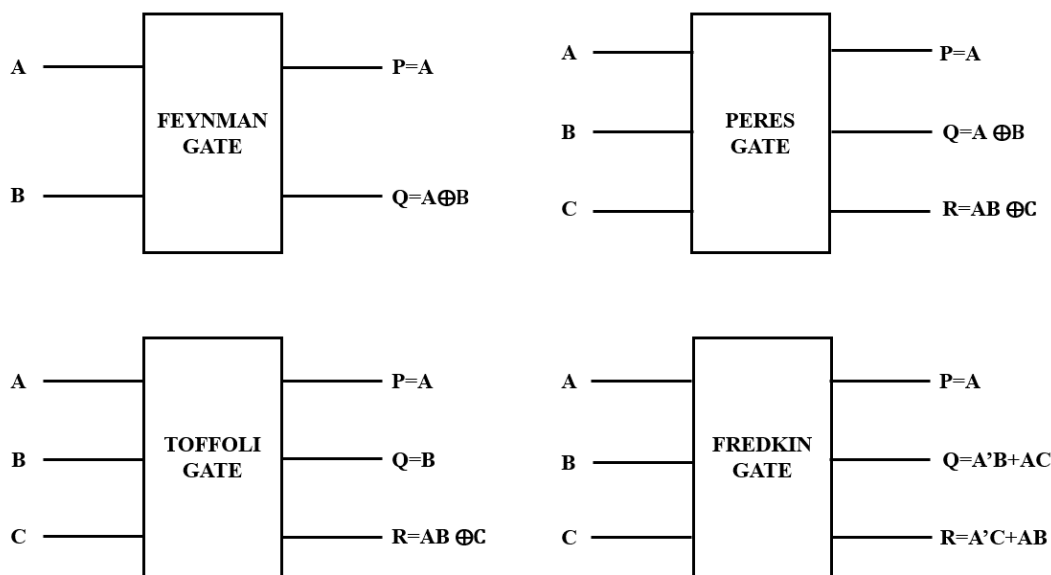 A
B
FEYNMAN
GATE
P=A
Q=A⊕B
A
B
C
PERES
GATE
P=A
Q=A ⊕B
R=AB ⊕C
A
B
C
TOFFOLI
GATE
P=A
Q=B
R=AB ⊕C
A
B
C
FREDKIN
GATE
P=A
Q=A’B+AC
R=A’C+AB